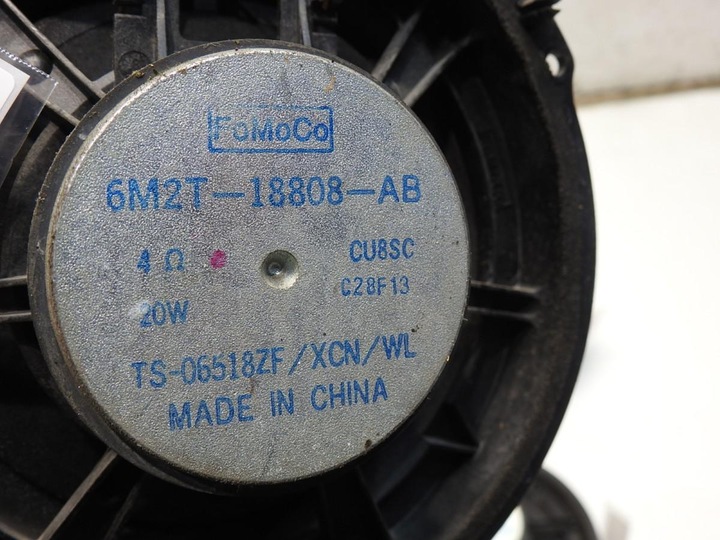 FoMoCo
6M2T-18808-AB
4 Ω CU8SC
20W C28F13
TS-06518ZF/XCN/WL
MADE IN CHINA